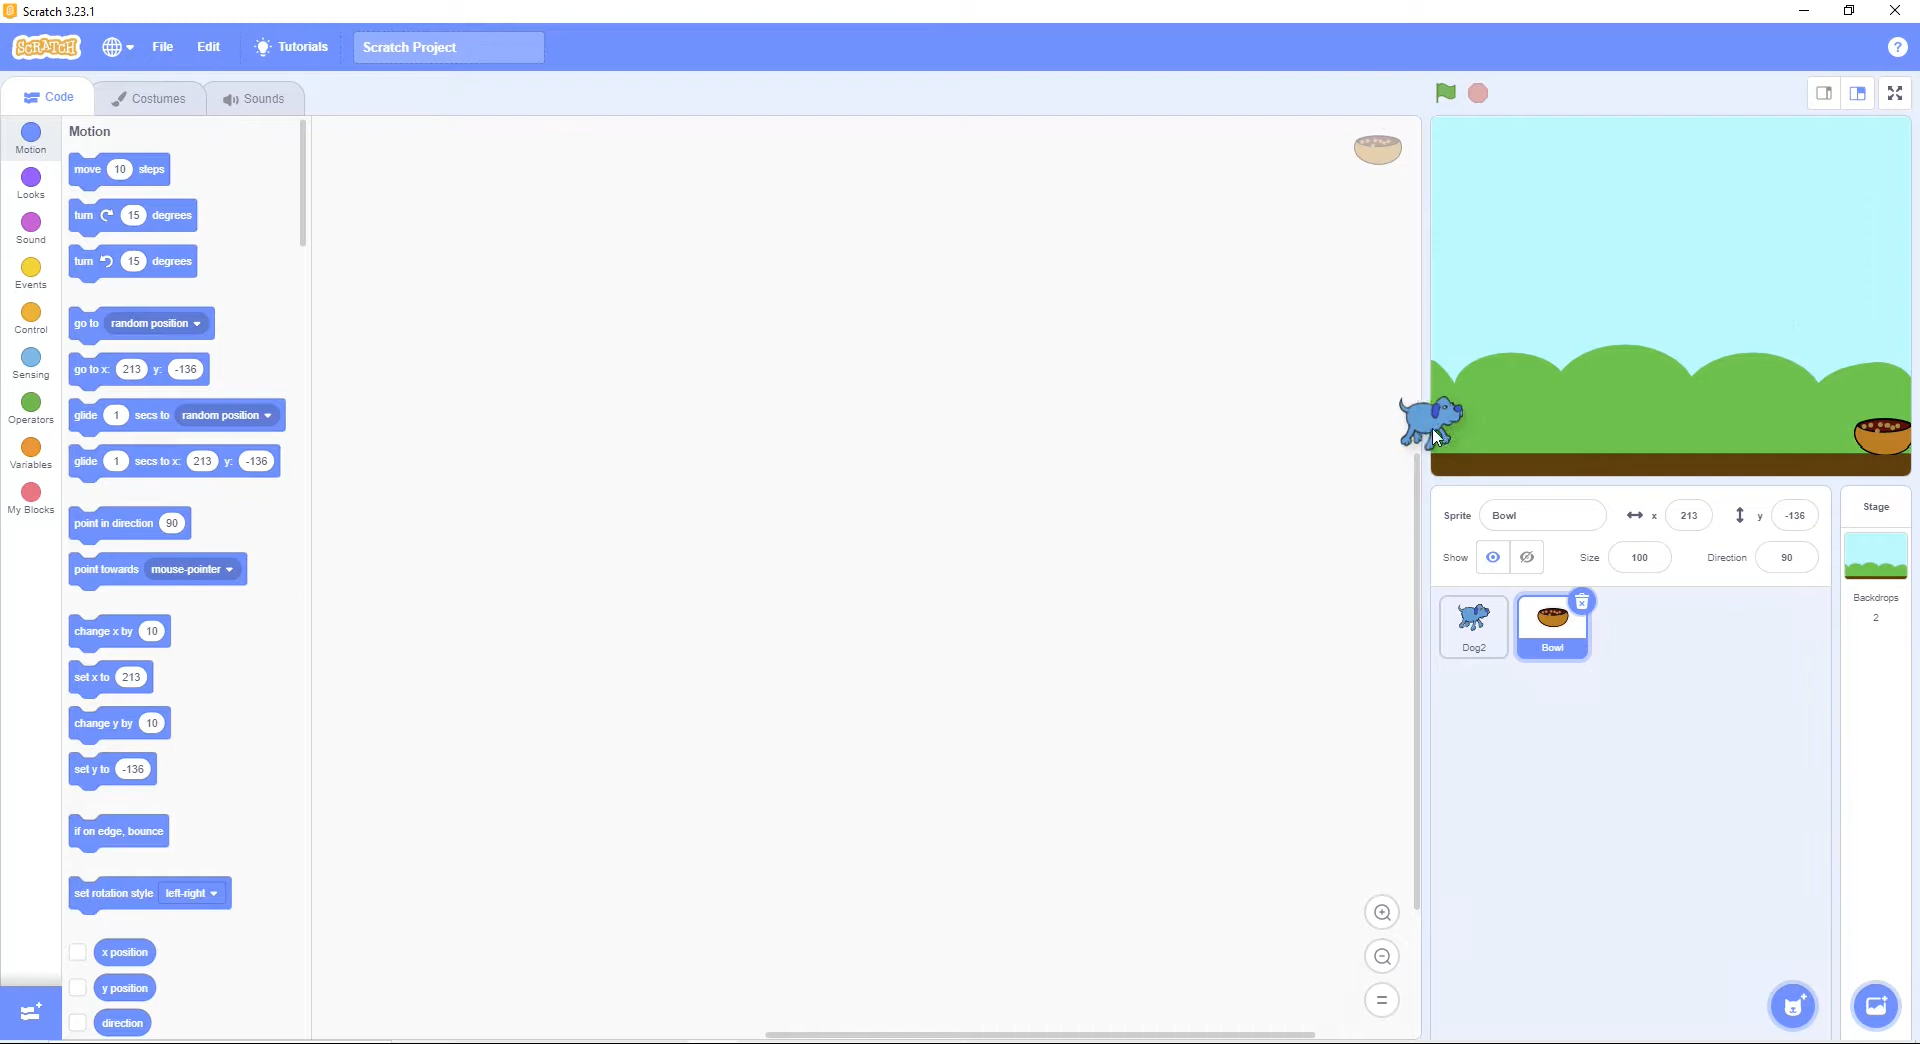 Scratch 3.23.1
SCRATCH
File
Edit
Tutorials
Scratch Project
?
Code
Costumes
Sounds
Motion
Looks
Sound
Events
Control
Sensing
Operators
Variables
My Blocks
Motion
move 10 steps
turn 15 degrees
turn 15 degrees
go to random position
go to x: 213 y: -136
glide 1 secs to random position
glide 1 secs to x: 213 y: -136
point in direction 90
point towards mouse-pointer
change x by 10
set x to 213
change y by 10
set y to -136
if on edge, bounce
set rotation style left-right
x position
y position
direction
Sprite Bowl x 213 y -136
Show Size 100 Direction 90
Dog2
Bowl
Stage
Backdrops
2